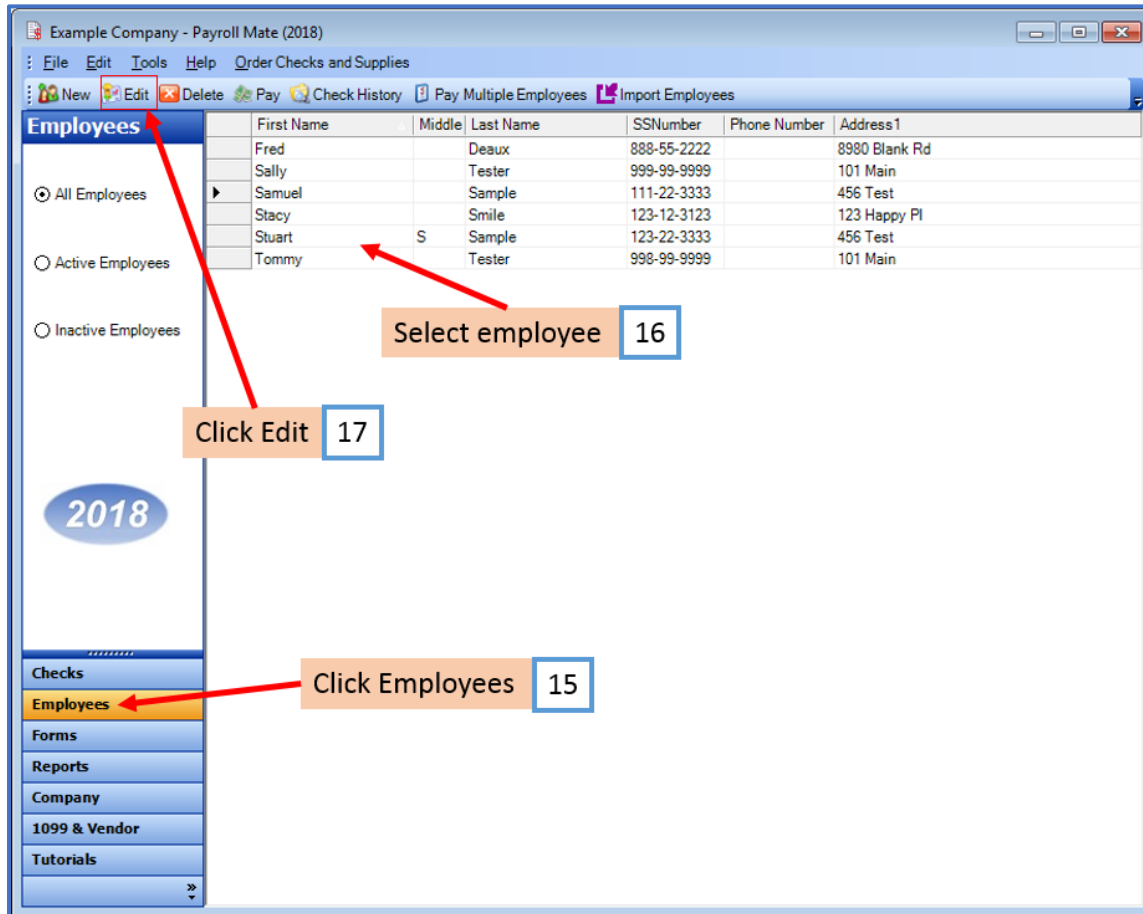 Example Company - Payroll Mate (2018)
File Edit Tools Help Order Checks and Supplies
New Edit Delete Pay Check History Pay Multiple Employees Import Employees
Employees
First Name Middle Last Name SSNumber Phone Number Address1
Fred Deaux 888-55-2222 8980 Blank Rd
Sally Tester 999-99-9999 101 Main
Samuel Sample 111-22-3333 456 Test
Stacy Smile 123-12-3123 123 Happy Pl
Stuart S Sample 123-22-3333 456 Test
Tommy Tester 998-99-9999 101 Main
All Employees
Active Employees
Inactive Employees
Select employee 16
Click Edit 17
2018
Click Employees 15
Checks
Employees
Forms
Reports
Company
1099 & Vendor
Tutorials